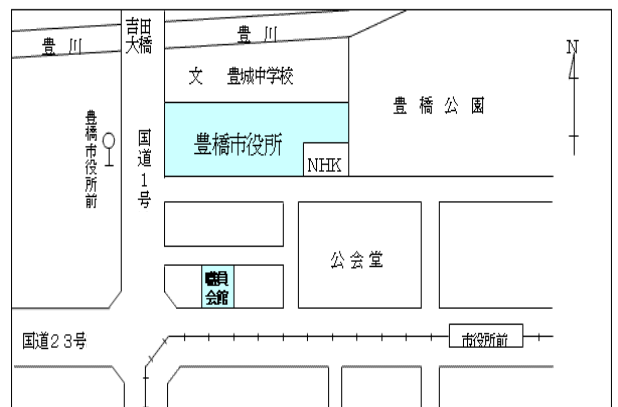 豊 川
吉田
大橋
豊 川
N
文 豊城中学校
豊橋公園
豊橋市役所前
国道1号
豊橋市役所
NHK
公会堂
職員
会館
国道23号
市役所前